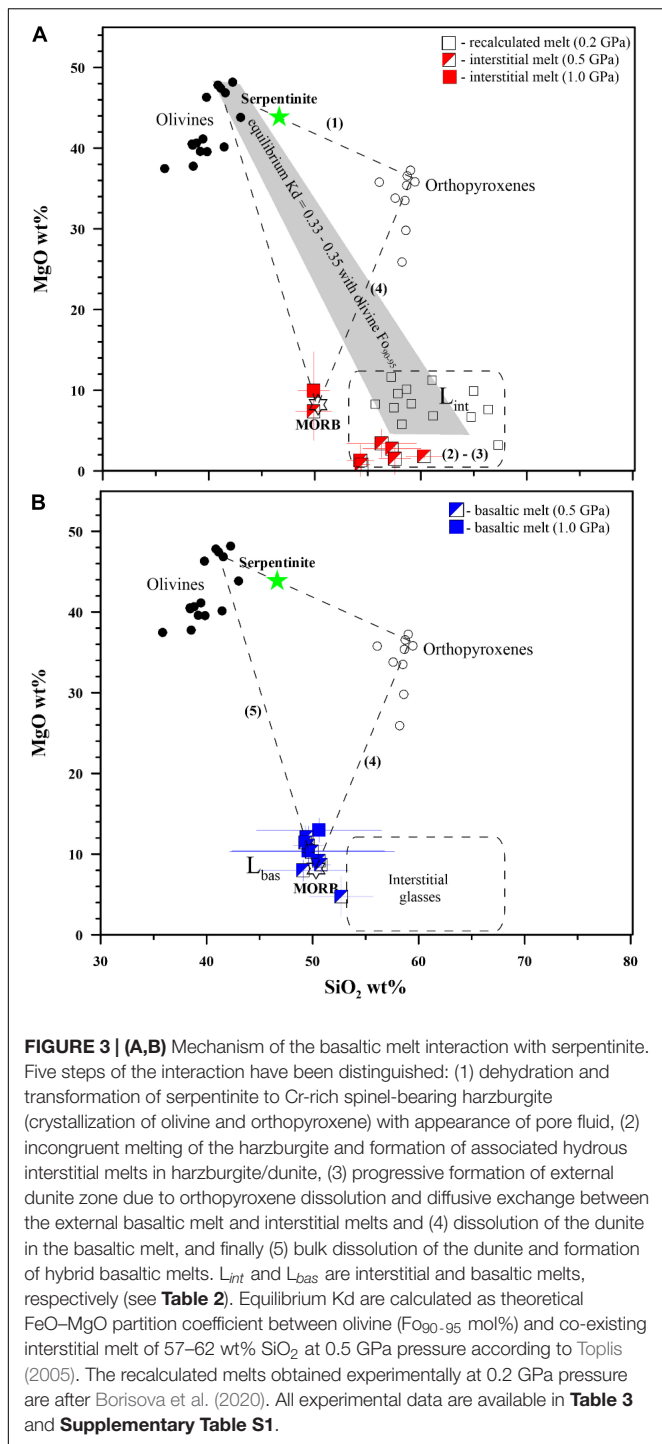 A
- recalculated melt (0.2 GPa)
- interstitial melt (0.5 GPa)
- interstitial melt (1.0 GPa)
50
40
30
20
10
0
MgO wt%
Serpentinite
(1)
Olivines
Orthopyroxenes
equilibrium Kd = 0.33 - 0.35 with olivine Fo90-95
(4)
MORB
Lint
(2) - (3)
B
- basaltic melt (0.5 GPa)
- basaltic melt (1.0 GPa)
50
40
30
20
10
0
MgO wt%
Serpentinite
Olivines
Orthopyroxenes
(5)
(4)
Lbas
MORB
Interstitial
glasses
30 40 50 60 70 80
SiO2 wt%
FIGURE 3 | (A,B) Mechanism of the basaltic melt interaction with serpentinite.
Five steps of the interaction have been distinguished: (1) dehydration and
transformation of serpentinite to Cr-rich spinel-bearing harzburgite
(crystallization of olivine and orthopyroxene) with appearance of pore fluid, (2)
incongruent melting of the harzburgite and formation of associated hydrous
interstitial melts in harzburgite/dunite, (3) progressive formation of external
dunite zone due to orthopyroxene dissolution and diffusive exchange between
the external basaltic melt and interstitial melts and (4) dissolution of the dunite
in the basaltic melt, and finally (5) bulk dissolution of the dunite and formation
of hybrid basaltic melts. Lint and Lbas are interstitial and basaltic melts,
respectively (see Table 2). Equilibrium Kd are calculated as theoretical
FeO–MgO partition coefficient between olivine (Fo90-95 mol%) and co-existing
interstitial melt of 57–62 wt% SiO2 at 0.5 GPa pressure according to Toplis
(2005). The recalculated melts obtained experimentally at 0.2 GPa pressure
are after Borisova et al. (2020). All experimental data are available in Table 3
and Supplementary Table S1.